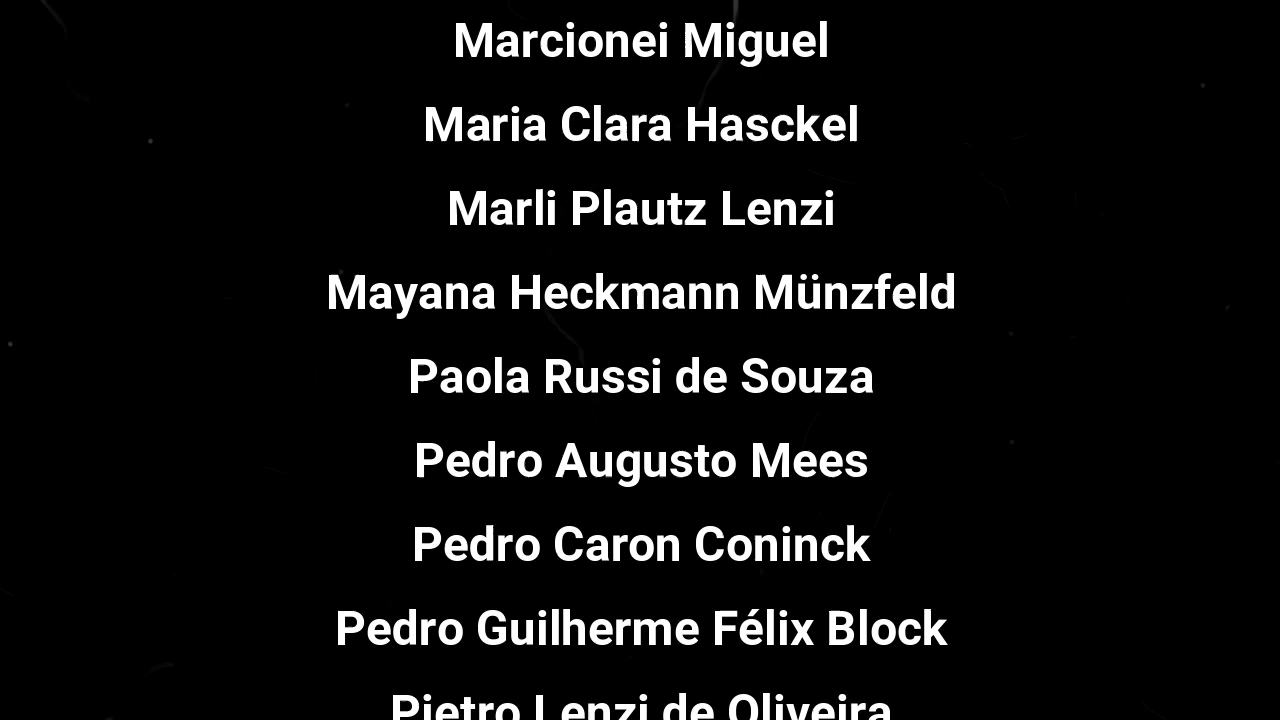 Marcionei Miguel
Maria Clara Hasckel
Marli Plautz Lenzi
Mayana Heckmann Münzfeld
Paola Russi de Souza
Pedro Augusto Mees
Pedro Caron Coninck
Pedro Guilherme Félix Block
Pietro Lenzi de Oliveira